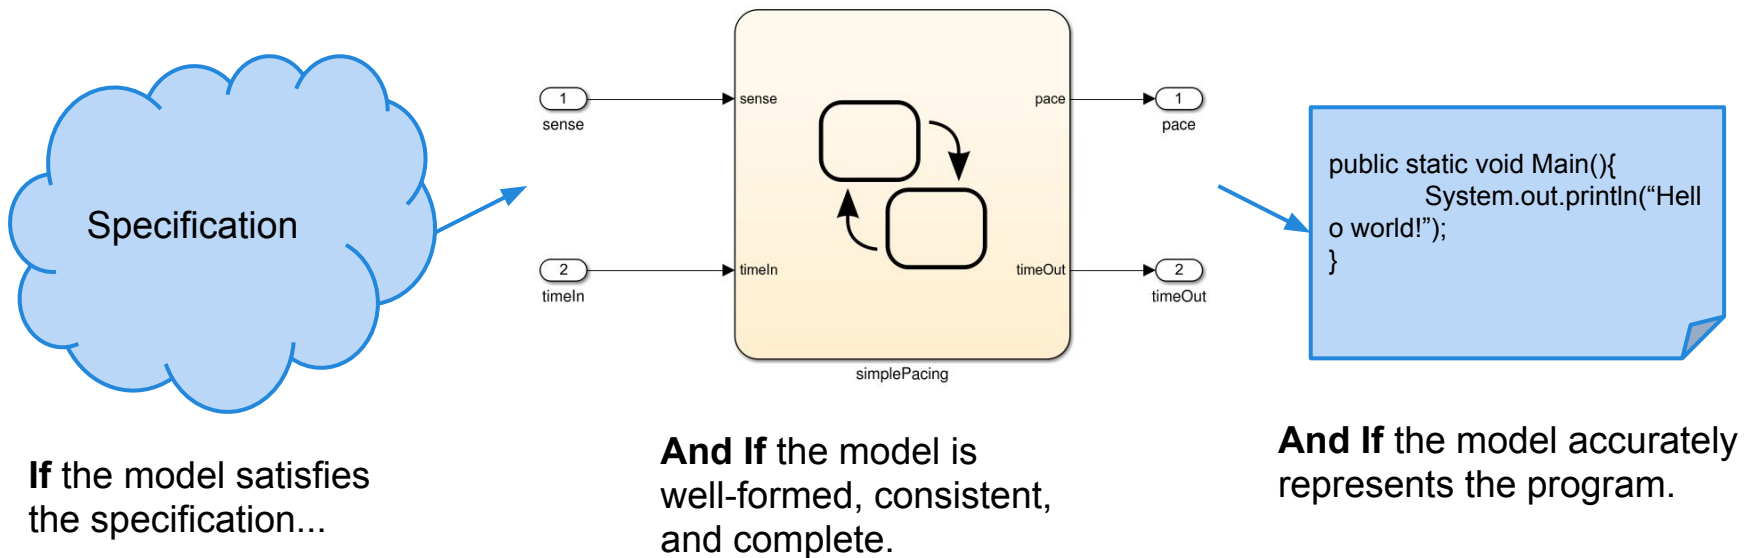 Specification
1
sense
2
timeIn
sense
timeIn
pace
timeOut
simplePacing
1
pace
2
timeOut
public static void Main(){
System.out.println(“Hell
o world!”);
}
If the model satisfies
the specification...
And If the model is
well-formed, consistent,
and complete.
And If the model accurately
represents the program.